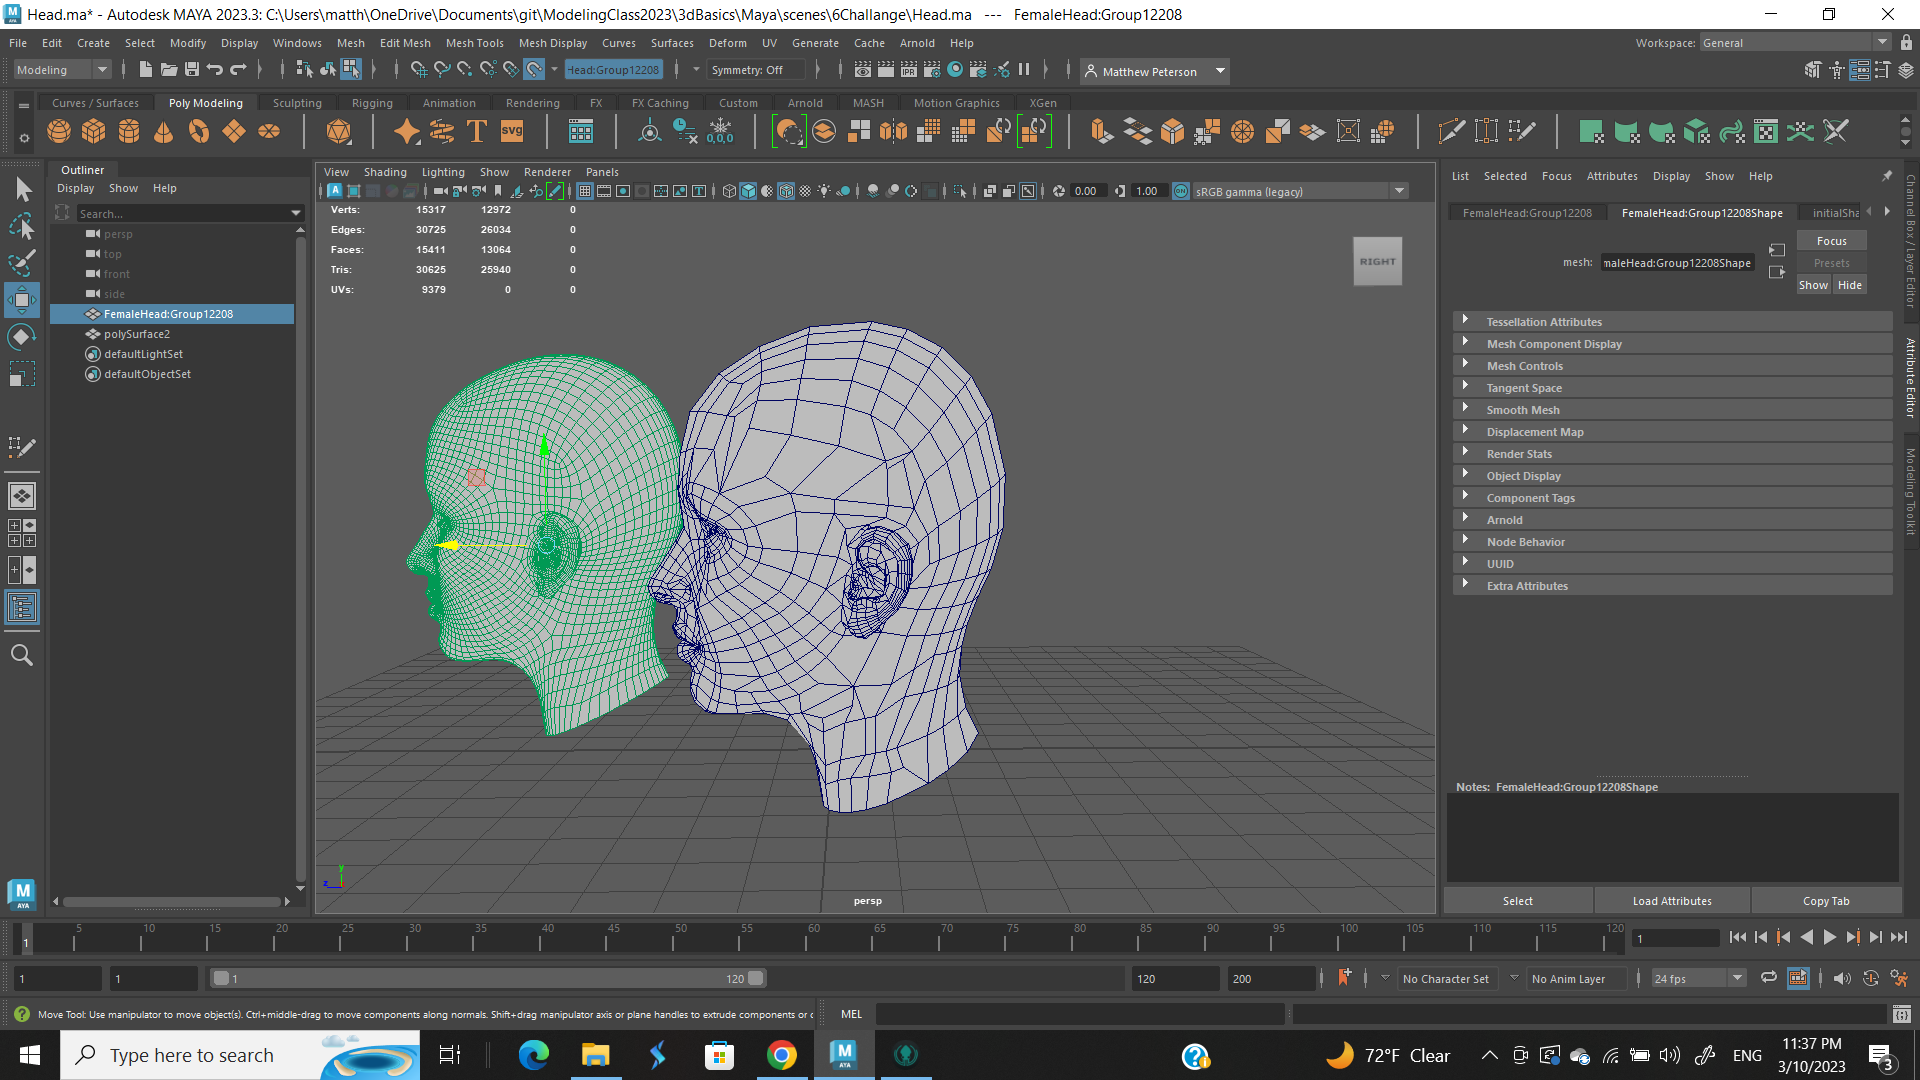 Head.ma* - Autodesk MAYA 2023.3: C:\Users\matth\OneDrive\Documents\git\ModelingClass2023\3dBasics\Maya\scenes\6Challange\Head.ma --- FemaleHead:Group12208
File Edit Create Select Modify Display Windows Mesh Edit Mesh Mesh Tools Mesh Display Curves Surfaces Deform UV Generate Cache Arnold Help Workspace: General
Modeling Head:Group12208 Symmetry: Off IPR Matthew Peterson
Curves / Surfaces Poly Modeling Sculpting Rigging Animation Rendering FX FX Caching Custom Arnold MASH Motion Graphics XGen
T SVG 0,0,0
Outliner
Display Show Help
Search...
persp
top
front
side
FemaleHead:Group12208
polySurface2
defaultLightSet
defaultObjectSet
View Shading Lighting Show Renderer Panels
0.00 1.00 ON sRGB gamma (legacy)
Verts: 15317 12972 0
Edges: 30725 26034 0
Faces: 15411 13064 0
Tris: 30625 25940 0
UVs: 9379 0 0
RIGHT
y
z
persp
List Selected Focus Attributes Display Show Help
FemaleHead:Group12208 FemaleHead:Group12208Shape initialSha
Focus
mesh: maleHead:Group12208Shape Presets
Show Hide
Tessellation Attributes
Mesh Component Display
Mesh Controls
Tangent Space
Smooth Mesh
Displacement Map
Render Stats
Object Display
Component Tags
Arnold
Node Behavior
UUID
Extra Attributes
Notes: FemaleHead:Group12208Shape
Select Load Attributes Copy Tab
Channel Box / Layer Editor
Attribute Editor
Modeling Toolkit
M
AYA
1 5 10 15 20 25 30 35 40 45 50 55 60 65 70 75 80 85 90 95 100 105 110 115 120 1
1 1 1 120 120 200 No Character Set No Anim Layer 24 fps
Move Tool: Use manipulator to move object(s). Ctrl+middle-drag to move components along normals. Shift+drag manipulator axis or plane handles to extrude components or c MEL
Type here to search 72°F Clear ENG 11:37 PM
3/10/2023
3